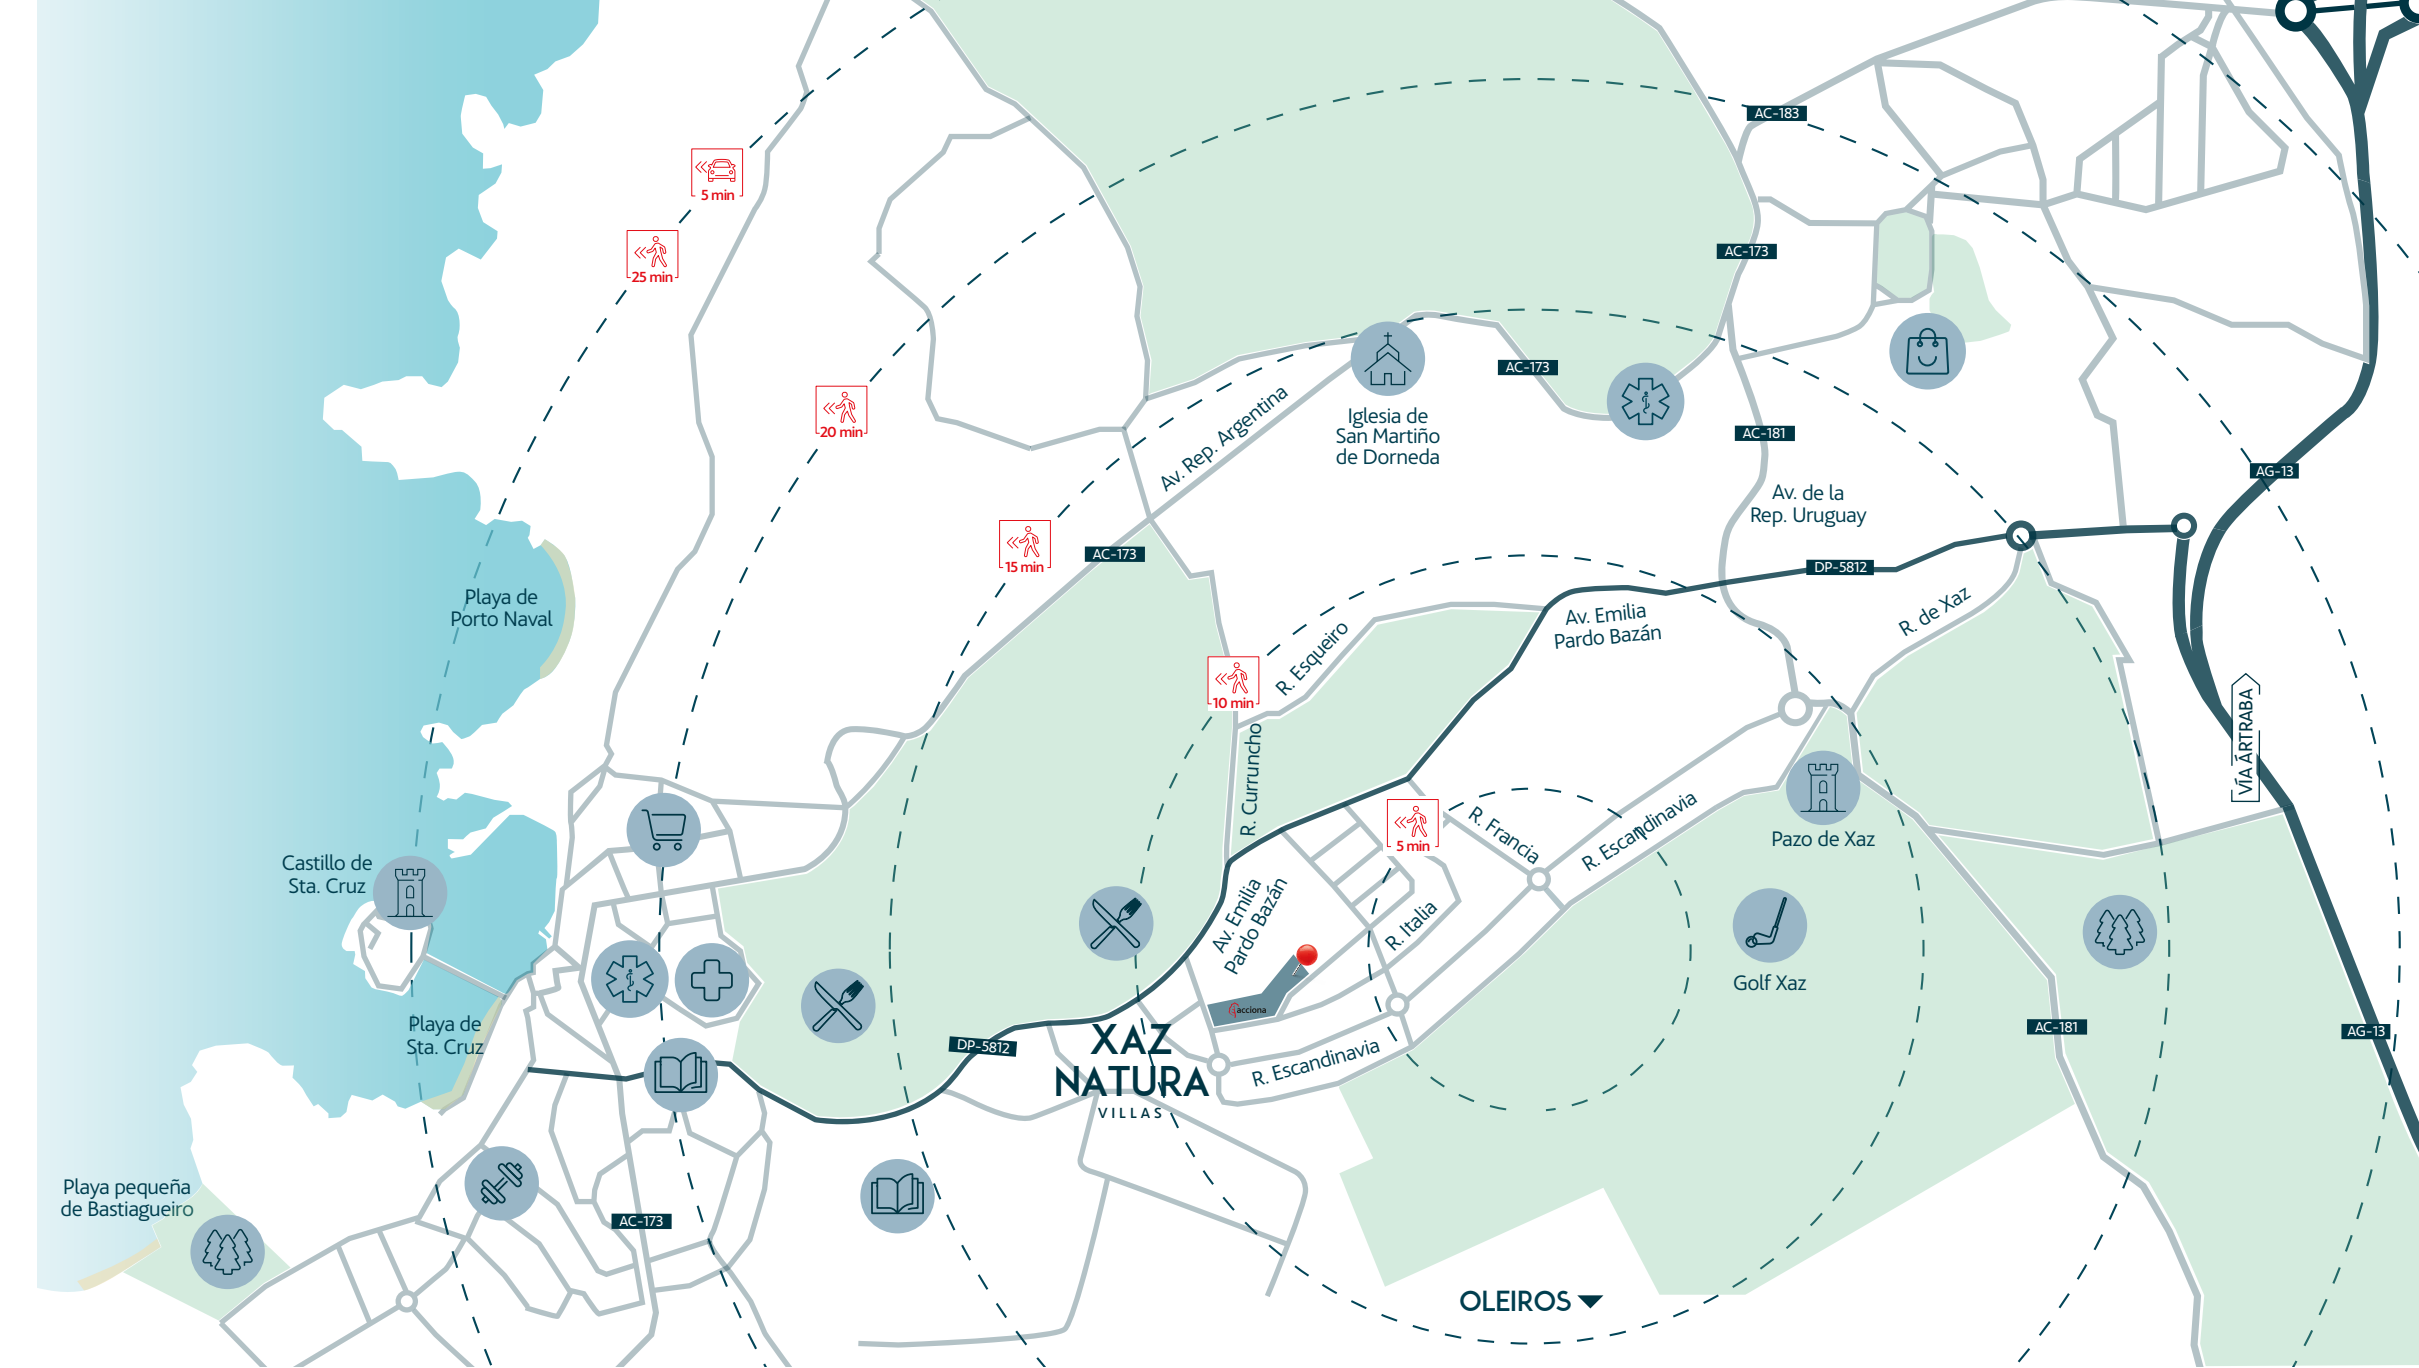 AC-183
5 min
AC-173
25 min
AC-173
Av. Rep. Argentina
20 min
Iglesia de
San Martiño
de Dorneda
AC-181
AG-13
Av. de la
Rep. Uruguay
15 min
AC-173
DP-5812
Playa de
Porto Naval
R. de Xaz
Av. Emilia
Pardo Bazán
R. Esqueiro
10 min
VÍA ÁRTRABA
R. Curruncho
5 min
R. Francia
R. Escandinavia
Pazo de Xaz
Castillo de
Sta. Cruz
Av. Emilia
Pardo Bazán
R. Italia
Golf Xaz
acciona
Playa de
Sta. Cruz
DP-5812
XAZ
NATURA
VILLAS
R. Escandinavia
AC-181
AG-13
Playa pequeña
de Bastiagueiro
AC-173
OLEIROS